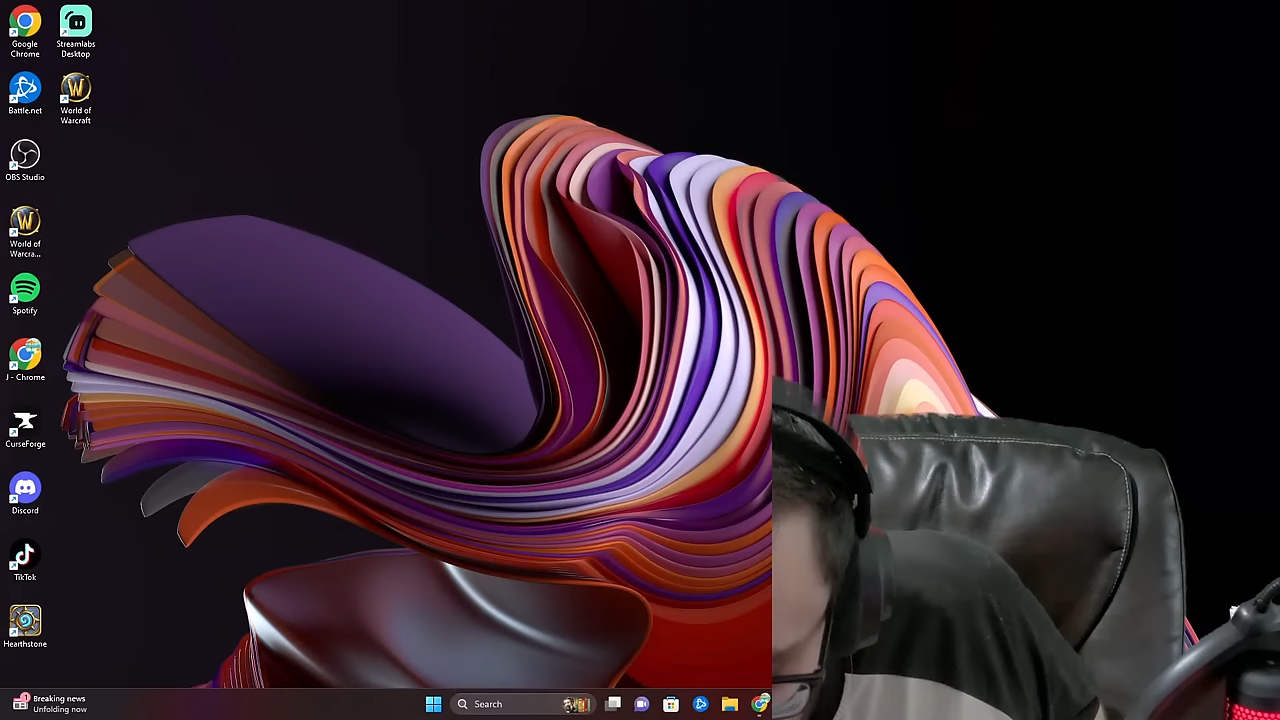 Google
Chrome
Streamlabs
Desktop
Battle.net
World of
Warcraft
OBS Studio
World of
Warcra...
Spotify
J - Chrome
CurseForge
Discord
TikTok
Hearthstone
1
Breaking news
Unfolding now
Search